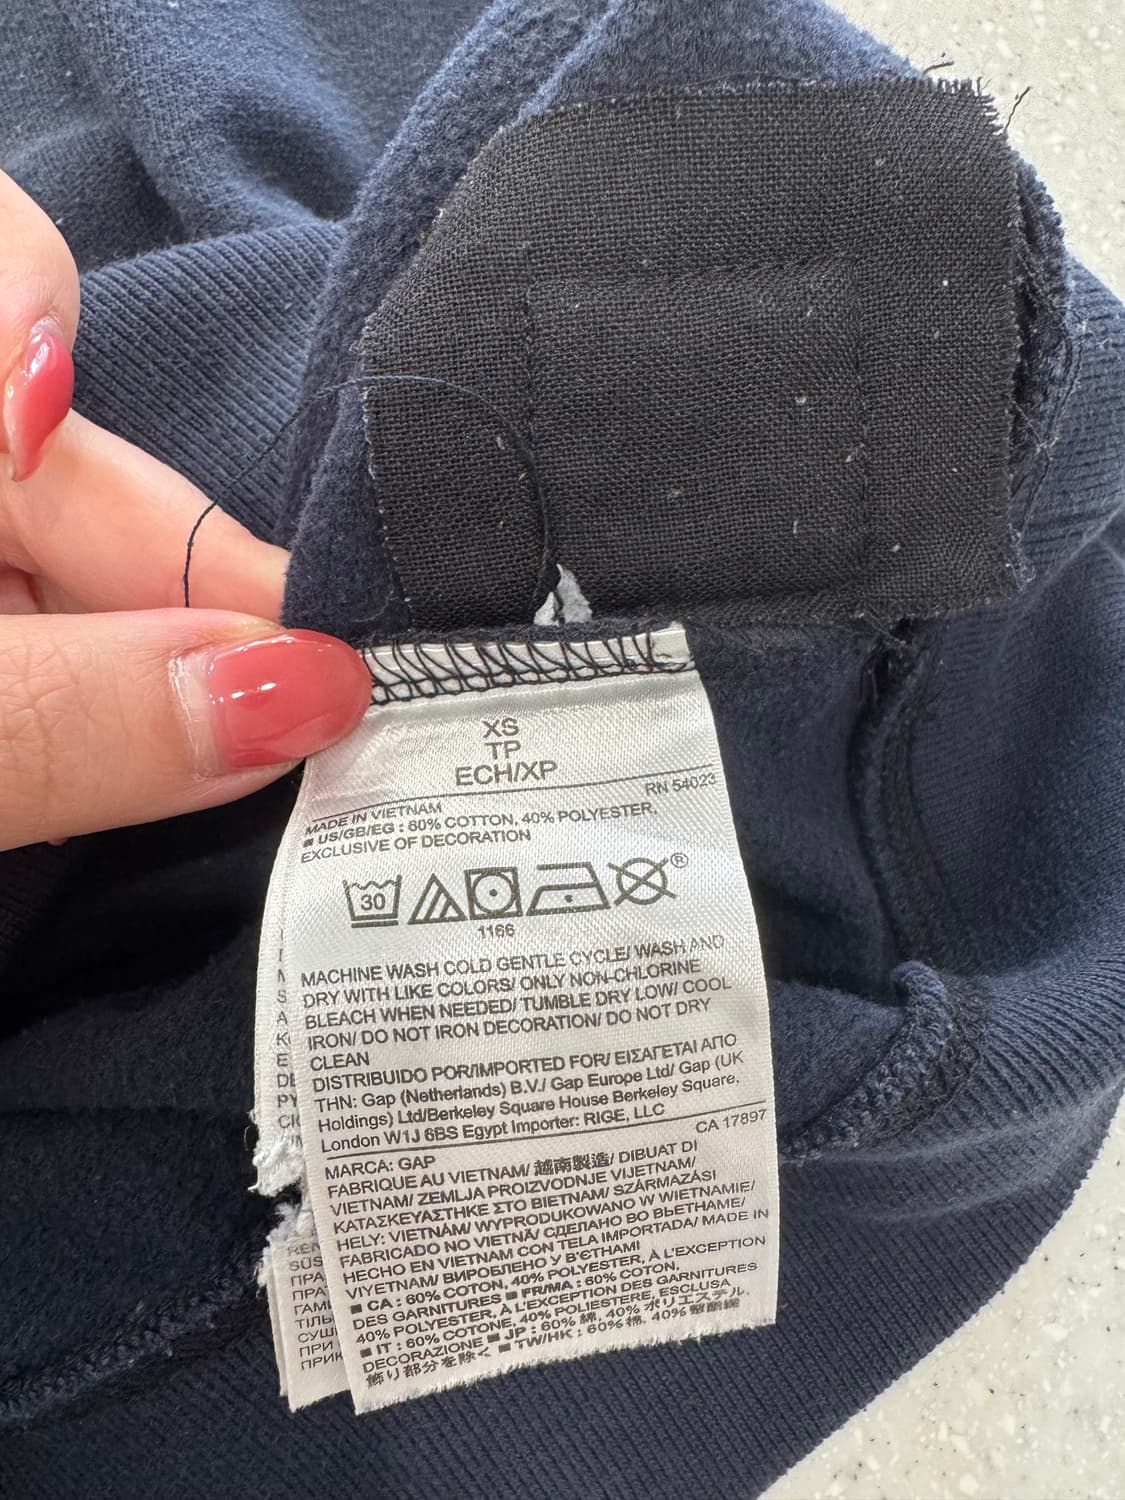 XS
TP
ECH/XP
RN 54023
MADE IN VIETNAM
■ US/GB/EG : 60% COTTON, 40% POLYESTER,
EXCLUSIVE OF DECORATION
30
®
1166
MACHINE WASH COLD GENTLE CYCLE/ WASH AND
DRY WITH LIKE COLORS/ ONLY NON-CHLORINE
BLEACH WHEN NEEDED/ TUMBLE DRY LOW/ COOL
IRON/ DO NOT IRON DECORATION/ DO NOT DRY
CLEAN
DISTRIBUIDO POR/IMPORTED FOR/ ΕΙΣΑΓΕΤΑΙ ΑΠΟ
ΤΗΝ: Gap (Netherlands) B.V./ Gap Europe Ltd/ Gap (UK
Holdings) Ltd/Berkeley Square House Berkeley Square,
London W1J 6BS Egypt Importer: RIGE, LLC
CA 17897
MARCA: GAP
FABRIQUÉ AU VIETNAM/ 越南製造/ DIBUAT DI
VIETNAM/ ZEMLJA PROIZVODNJE VIJETNAM/
ΚΑΤΑΣΚΕΥΑΣΤΗΚΕ ΣΤΟ ΒΙΕΤΝΑΜ/ SZÁRMAZÁSI
HELY: VIETNÁM/ WYPRODUKOWANO W WIETNAMIE/
FABRICADO NO VIETNÃ/ СДЕЛАНО ВО ВЬЕТНАМЕ/
HECHO EN VIETNAM CON TELA IMPORTADA/ MADE IN
VIYETNAM/ ВИРОБЛЕНО У В'ЄТНАМІ
■ CA : 60% COTON, 40% POLYESTER, À L'EXCEPTION
DES GARNITURES ■ FR/MA : 60% COTON,
40% POLYESTER, À L'EXCEPTION DES GARNITURES
■ IT : 60% COTONE, 40% POLIESTERE, ESCLUSA
DECORAZIONE ■ JP : 60% 綿, 40% ポリエステル,
飾り部分を除く ■ TW/HK : 60% 棉, 40%